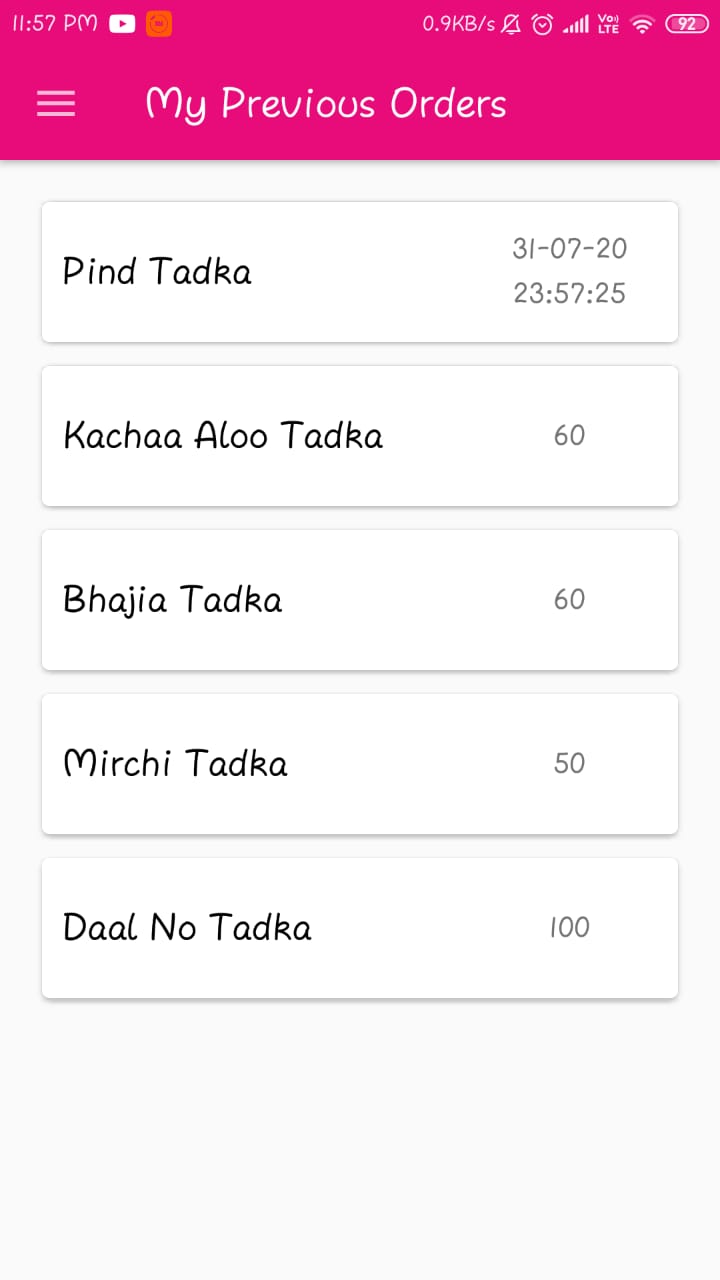 11:57 PM 0.9KB/s Vo)) LTE 92
My Previous Orders
Pind Tadka
31-07-20
23:57:25
Kachaa Aloo Tadka 60
Bhajia Tadka 60
Mirchi Tadka 50
Daal No Tadka 100